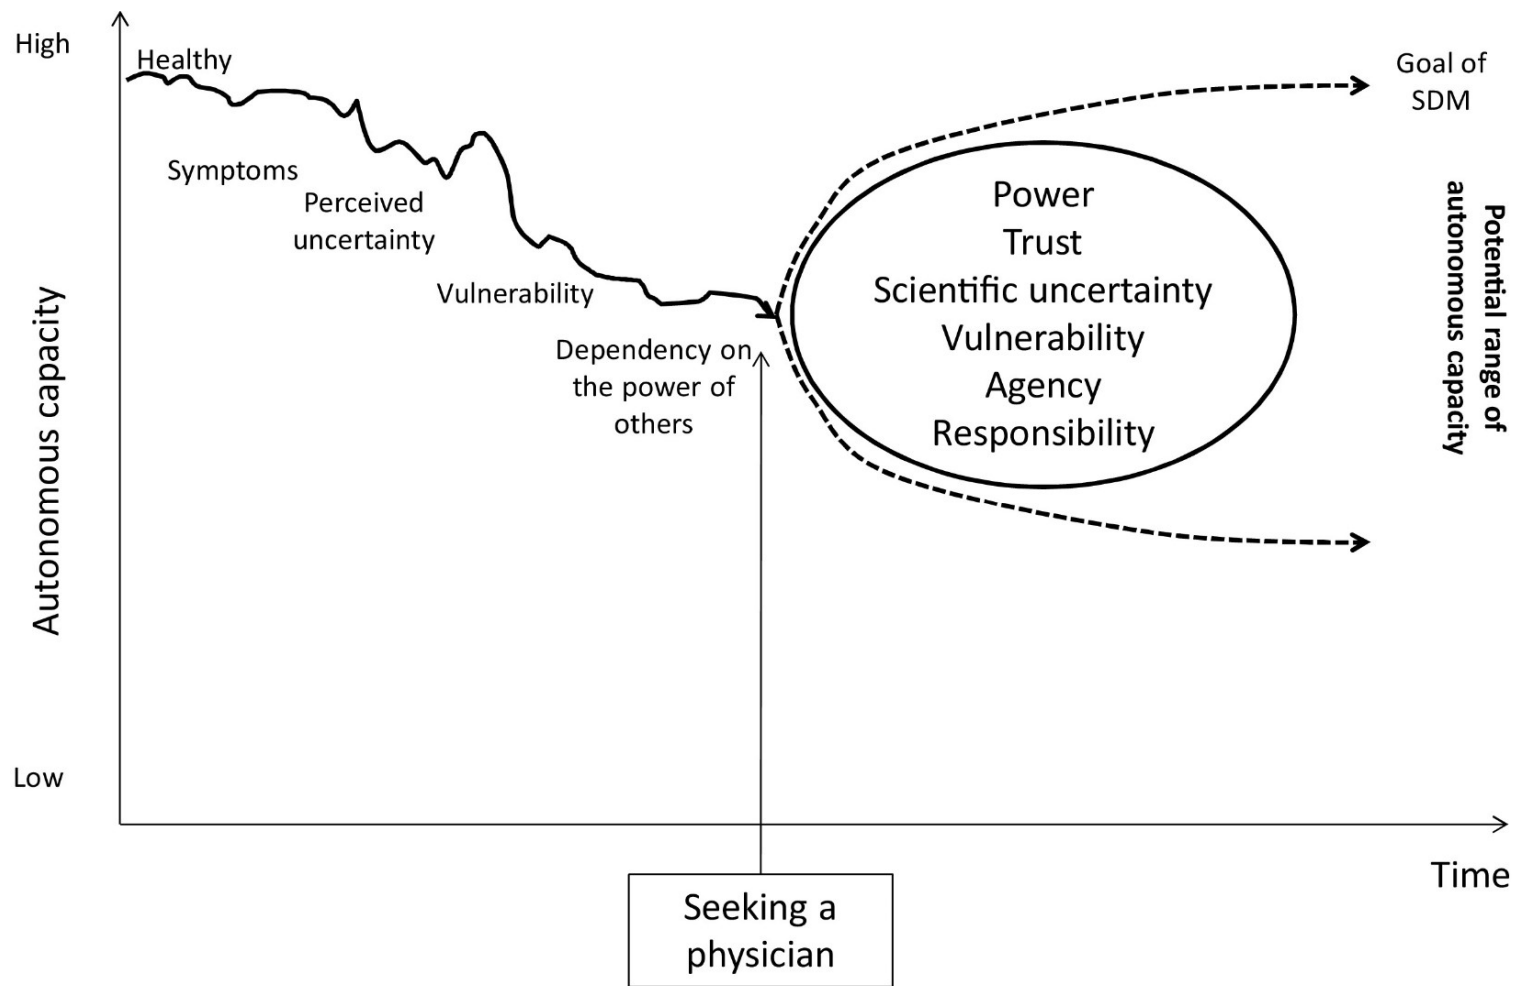 High
Healthy
Symptoms
Perceived
uncertainty
Vulnerability
Dependency on
the power of
others
Autonomous capacity
Low
Power
Trust
Scientific uncertainty
Vulnerability
Agency
Responsibility
Goal of
SDM
Potential range of
autonomous capacity
Time
Seeking a
physician